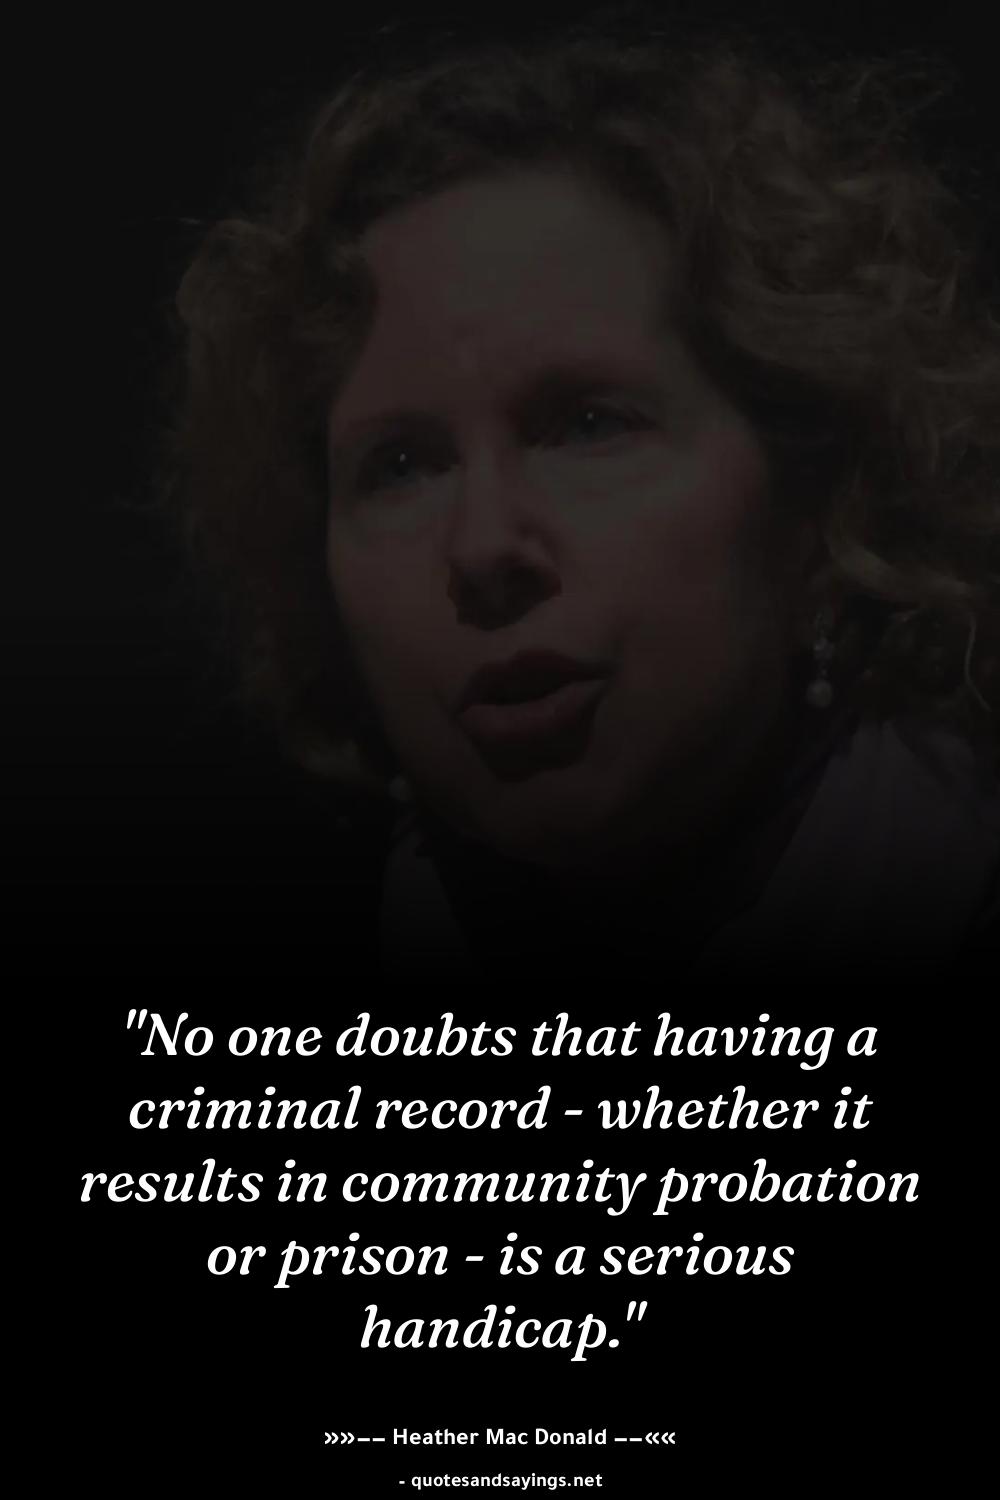 "No one doubts that having a
criminal record - whether it
results in community probation
or prison - is a serious
handicap."
»»−− Heather Mac Donald −−««
- quotesandsayings.net